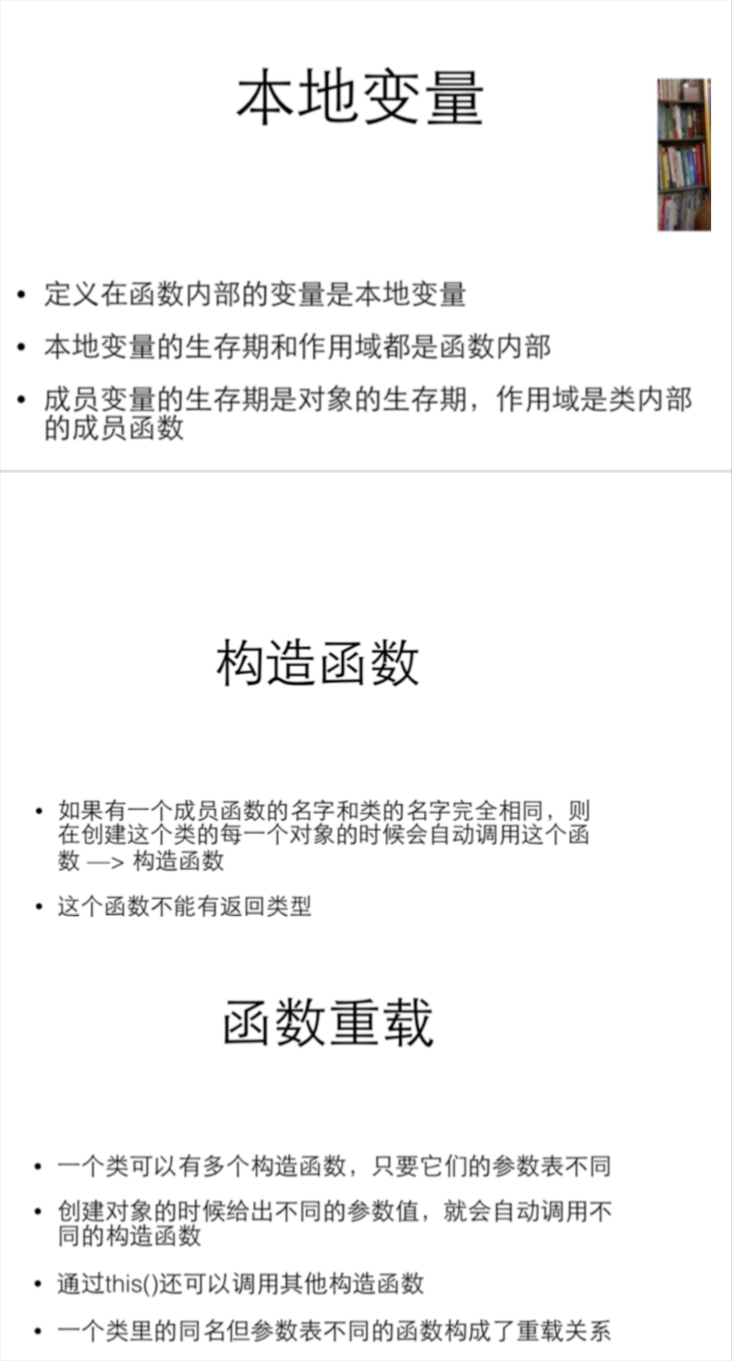 本地变量
• 定义在函数内部的变量是本地变量
• 本地变量的生存期和作用域都是函数内部
• 成员变量的生存期是对象的生存期，作用域是类内部
的成员函数
构造函数
• 如果有一个成员函数的名字和类的名字完全相同，则
在创建这个类的每一个对象的时候会自动调用这个函
数 —> 构造函数
• 这个函数不能有返回类型
函数重载
• 一个类可以有多个构造函数，只要它们的参数表不同
• 创建对象的时候给出不同的参数值，就会自动调用不
同的构造函数
• 通过this()还可以调用其他构造函数
• 一个类里的同名但参数表不同的函数构成了重载关系